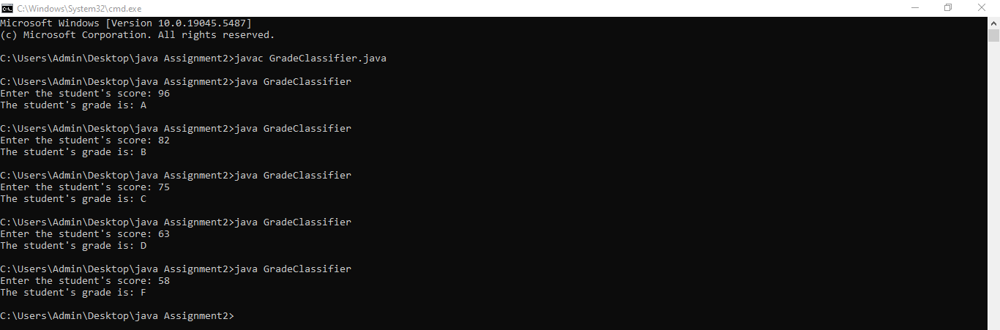 C:\Windows\System32\cmd.exe
Microsoft Windows [Version 10.0.19045.5487]
(c) Microsoft Corporation. All rights reserved.
C:\Users\Admin\Desktop\java Assignment2>javac GradeClassifier.java
C:\Users\Admin\Desktop\java Assignment2>java GradeClassifier
Enter the student's score: 96
The student's grade is: A
C:\Users\Admin\Desktop\java Assignment2>java GradeClassifier
Enter the student's score: 82
The student's grade is: B
C:\Users\Admin\Desktop\java Assignment2>java GradeClassifier
Enter the student's score: 75
The student's grade is: C
C:\Users\Admin\Desktop\java Assignment2>java GradeClassifier
Enter the student's score: 63
The student's grade is: D
C:\Users\Admin\Desktop\java Assignment2>java GradeClassifier
Enter the student's score: 58
The student's grade is: F
C:\Users\Admin\Desktop\java Assignment2>